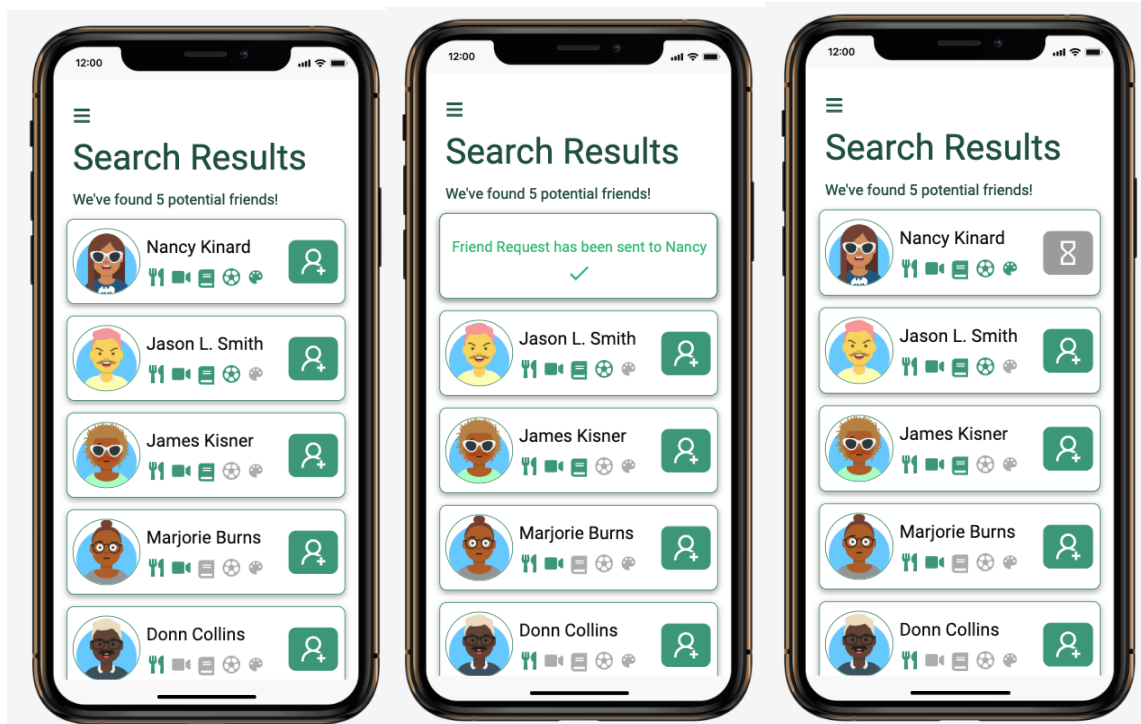 12:00
Search Results
We've found 5 potential friends!
Nancy Kinard
Jason L. Smith
James Kisner
Marjorie Burns
Donn Collins
12:00
Search Results
We've found 5 potential friends!
Friend Request has been sent to Nancy
Jason L. Smith
James Kisner
Marjorie Burns
Donn Collins
12:00
Search Results
We've found 5 potential friends!
Nancy Kinard
Jason L. Smith
James Kisner
Marjorie Burns
Donn Collins